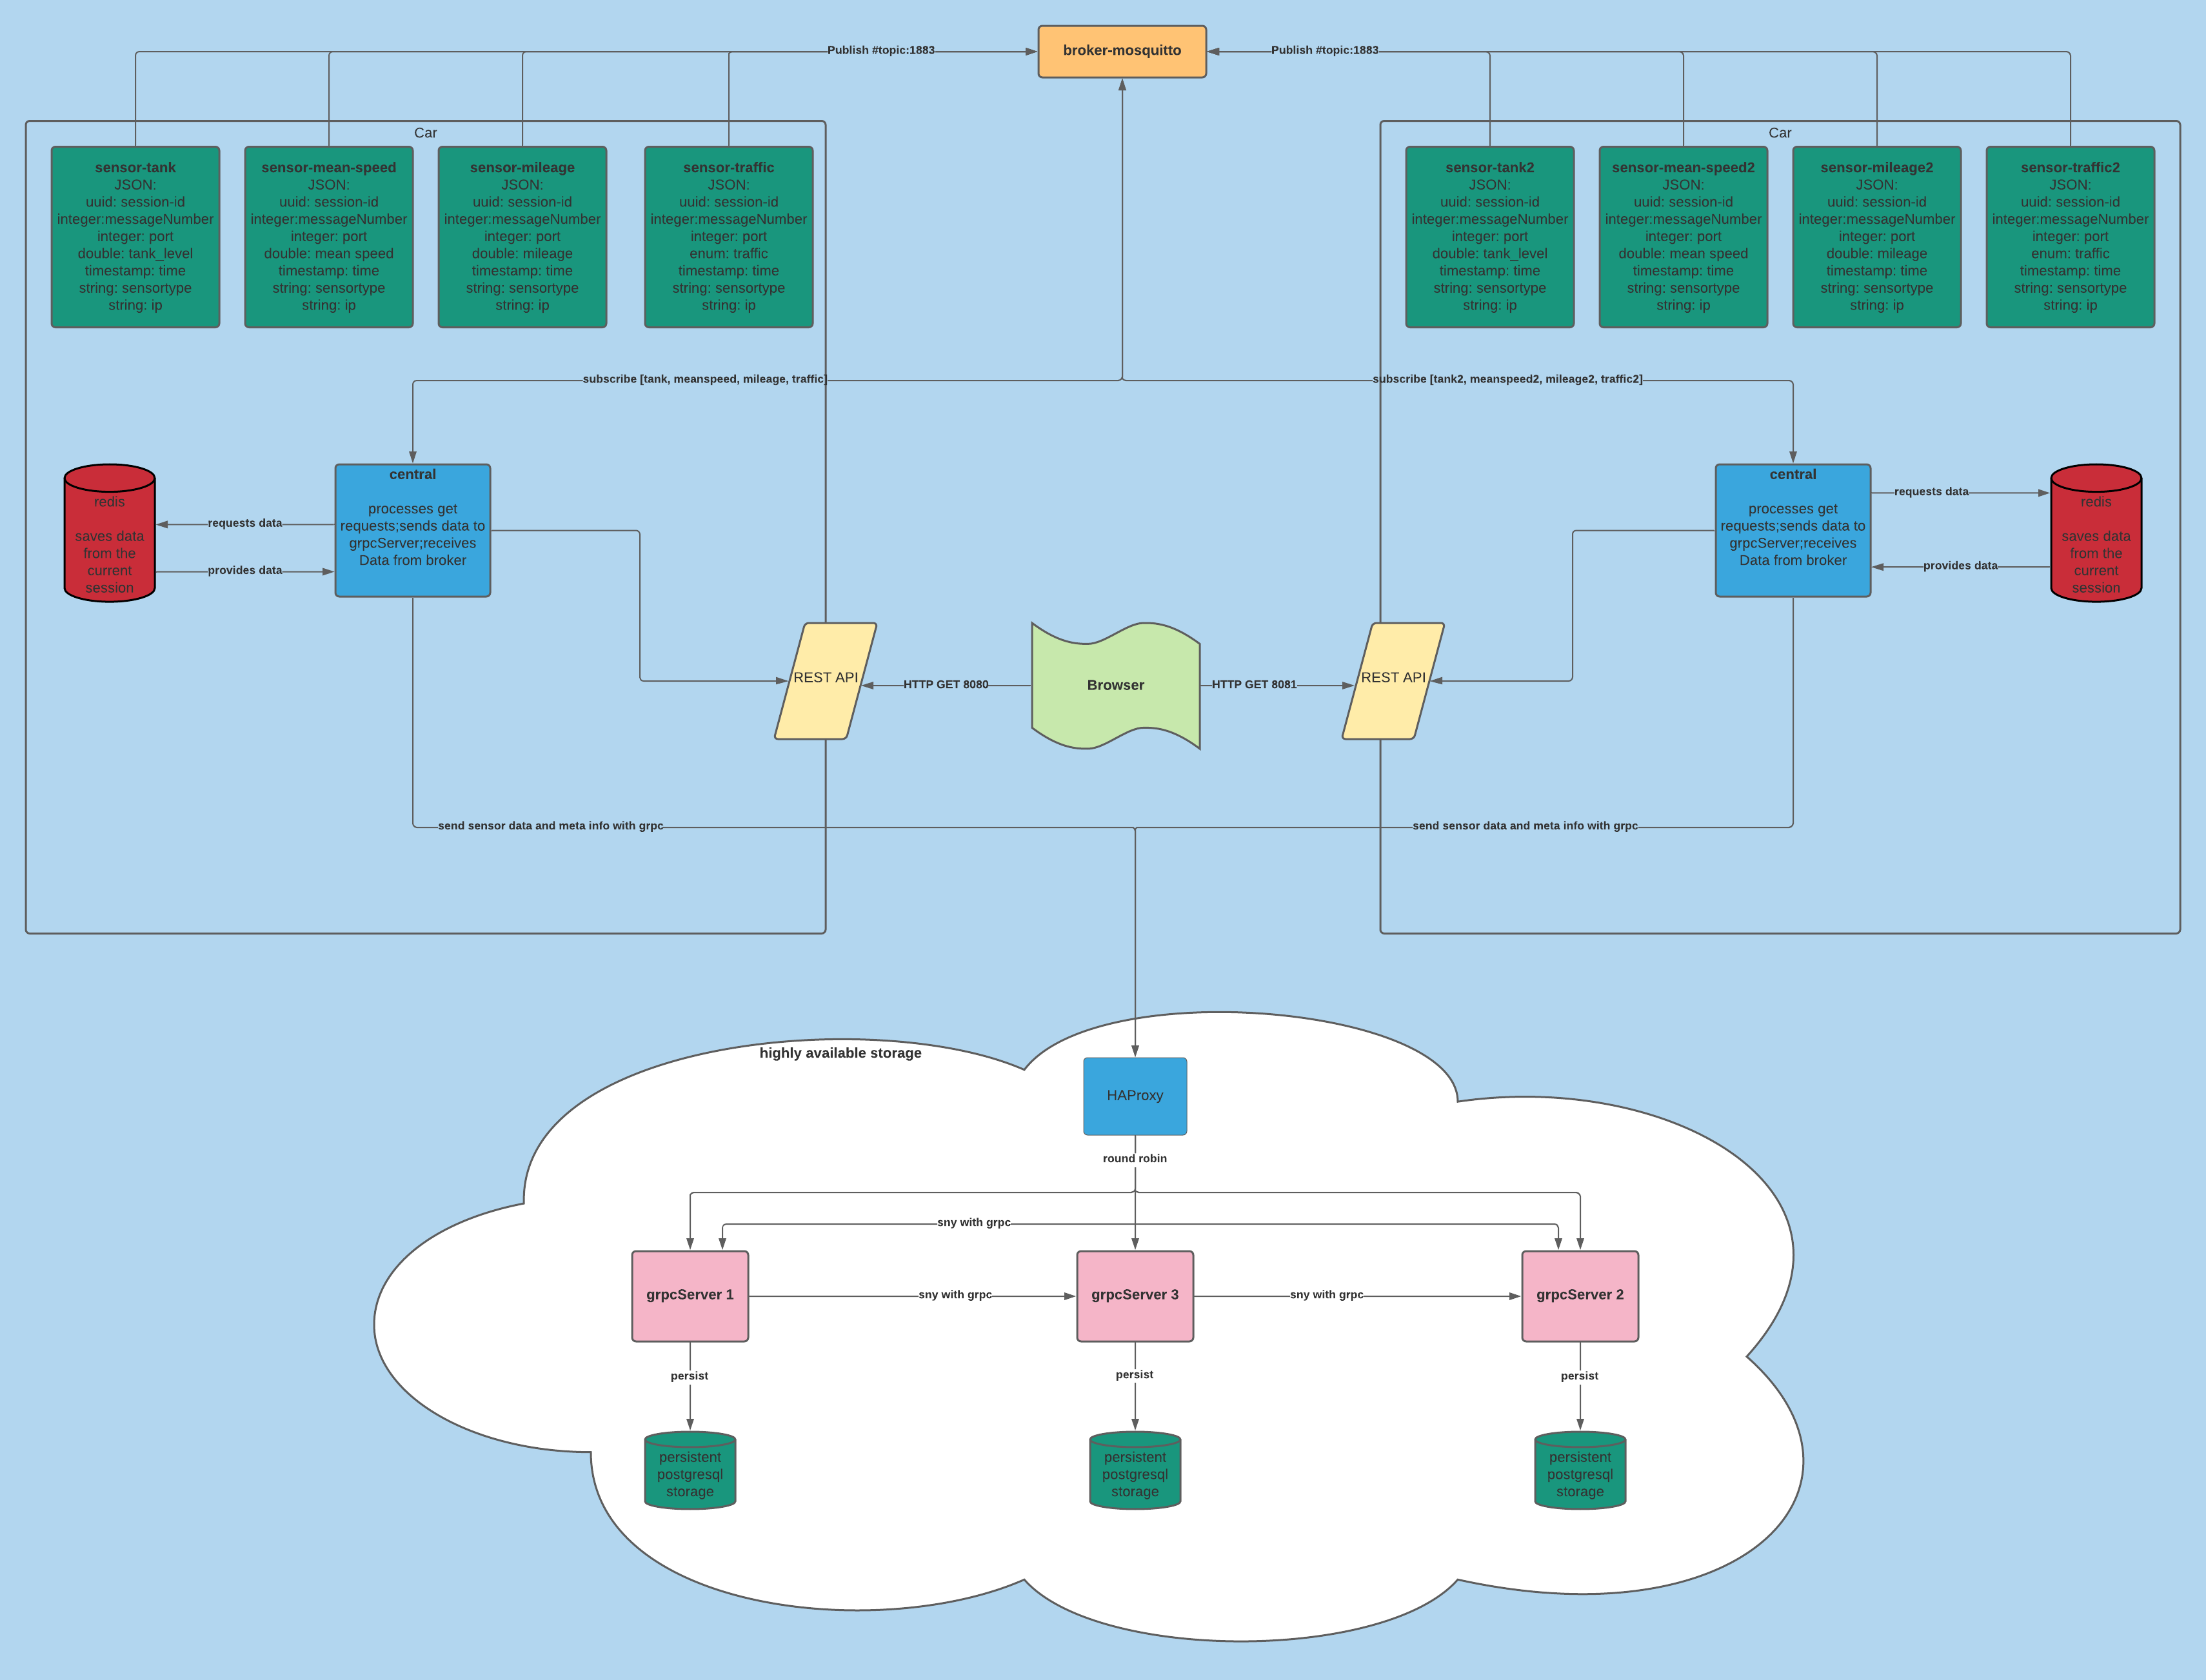 broker-mosquitto
Publish #topic:1883
Publish #topic:1883
Car
sensor-tank
JSON:
uuid: session-id
integer:messageNumber
integer: port
double: tank_level
timestamp: time
string: sensortype
string: ip
sensor-mean-speed
JSON:
uuid: session-id
integer:messageNumber
integer: port
double: mean speed
timestamp: time
string: sensortype
string: ip
sensor-mileage
JSON:
uuid: session-id
integer:messageNumber
integer: port
double: mileage
timestamp: time
string: sensortype
string: ip
sensor-traffic
JSON:
uuid: session-id
integer:messageNumber
integer: port
enum: traffic
timestamp: time
string: sensortype
string: ip
Car
sensor-tank2
JSON:
uuid: session-id
integer:messageNumber
integer: port
double: tank_level
timestamp: time
string: sensortype
string: ip
sensor-mean-speed2
JSON:
uuid: session-id
integer:messageNumber
integer: port
double: mean speed
timestamp: time
string: sensortype
string: ip
sensor-mileage2
JSON:
uuid: session-id
integer:messageNumber
integer: port
double: mileage
timestamp: time
string: sensortype
string: ip
sensor-traffic2
JSON:
uuid: session-id
integer:messageNumber
integer: port
enum: traffic
timestamp: time
string: sensortype
string: ip
subscribe [tank, meanspeed, mileage, traffic]
subscribe [tank2, meanspeed2, mileage2, traffic2]
redis
saves data
from the
current
session
requests data
provides data
central
processes get
requests;sends data to
grpcServer;receives
Data from broker
central
processes get
requests;sends data to
grpcServer;receives
Data from broker
requests data
provides data
redis
saves data
from the
current
session
REST API
HTTP GET 8080
Browser
HTTP GET 8081
REST API
send sensor data and meta info with grpc
send sensor data and meta info with grpc
highly available storage
HAProxy
round robin
sny with grpc
grpcServer 1
sny with grpc
grpcServer 3
sny with grpc
grpcServer 2
persist
persist
persist
persistent
postgresql
storage
persistent
postgresql
storage
persistent
postgresql
storage